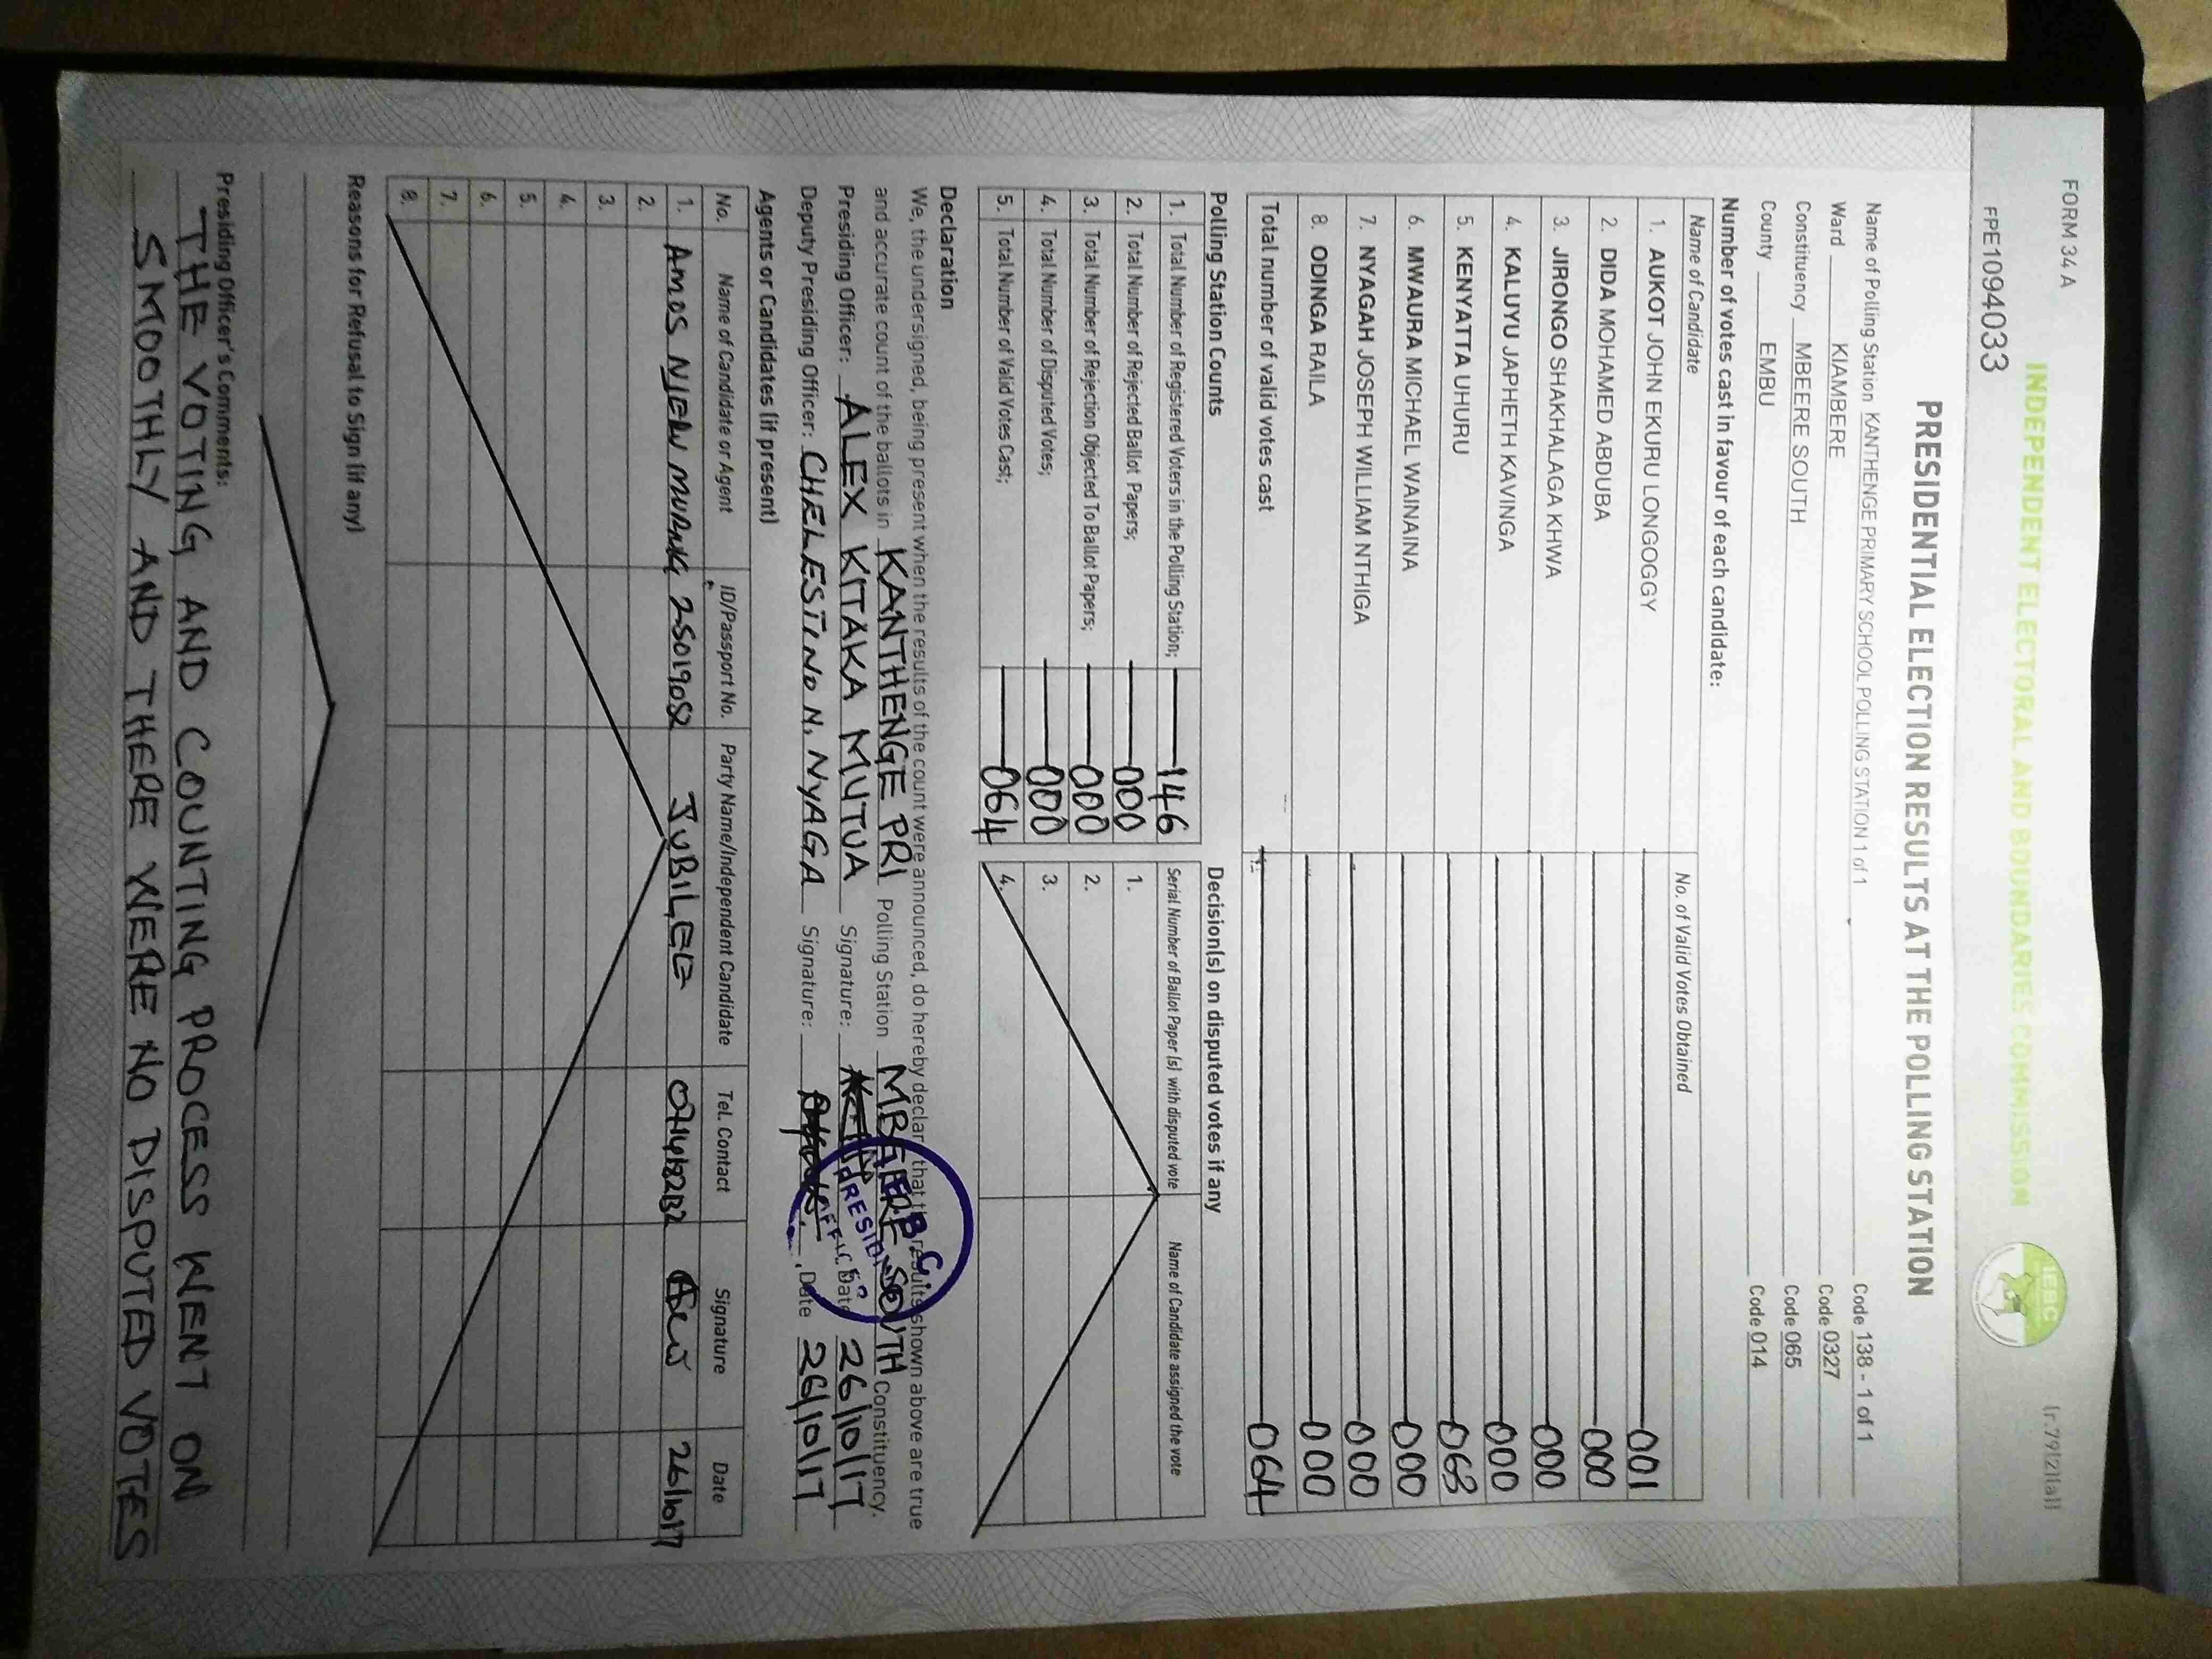 FORM 34 A
(r.79(2)(a))
INDEPENDENT ELECTORAL AND BOUNDARIES COMMISSION
IEBC
FPE1094033
PRESIDENTIAL ELECTION RESULTS AT THE POLLING STATION
Name of Polling Station KANTHENGE PRIMARY SCHOOL POLLING STATION 1 of 1 Code 138 - 1 of 1
Ward KIAMBERE Code 0327
Constituency MBEERE SOUTH Code 065
County EMBU Code 014
Number of votes cast in favour of each candidate:
Name of Candidate No. of Valid Votes Obtained
1. AUKOT JOHN EKURU LONGOGGY 001
2. DIDA MOHAMED ABDUBA 000
3. JIRONGO SHAKHALAGA KHWA 000
4. KALUYU JAPHETH KAVINGA 000
5. KENYATTA UHURU 063
6. MWAURA MICHAEL WAINAINA 000
7. NYAGAH JOSEPH WILLIAM NTHIGA 000
8. ODINGA RAILA 000
Total number of valid votes cast 064
Polling Station Counts
1. Total Number of Registered Voters in the Polling Station; 146
2. Total Number of Rejected Ballot Papers; 000
3. Total Number of Rejection Objected To Ballot Papers; 000
4. Total Number of Disputed Votes; 000
5. Total Number of Valid Votes Cast; 064
Decision(s) on disputed votes if any
Serial Number of Ballot Paper (s) with disputed vote Name of Candidate assigned the vote
1.
2.
3.
4.
Declaration
We, the undersigned, being present when the results of the count were announced, do hereby declare that the results shown above are true
and accurate count of the ballots in KANTHENGE PRI Polling Station MBEERE SOUTH Constituency.
Presiding Officer: ALEX KITAKA MUTUA Signature: Date 26/10/17
Deputy Presiding Officer: CHELESTINO N. NYAGA Signature: Date 26/10/17
Agents or Candidates (if present)
No. Name of Candidate or Agent ID/Passport No. Party Name/Independent Candidate Tel. Contact Signature Date
1. Amos NJERU 25019052 JUBILEE 26/10/17
2.
3.
4.
5.
6.
7.
8.
Reasons for Refusal to Sign (if any)
Presiding Officer's Comments:
THE VOTING AND COUNTING PROCESS WENT ON
SMOOTHLY AND THERE WERE NO DISPUTED VOTES